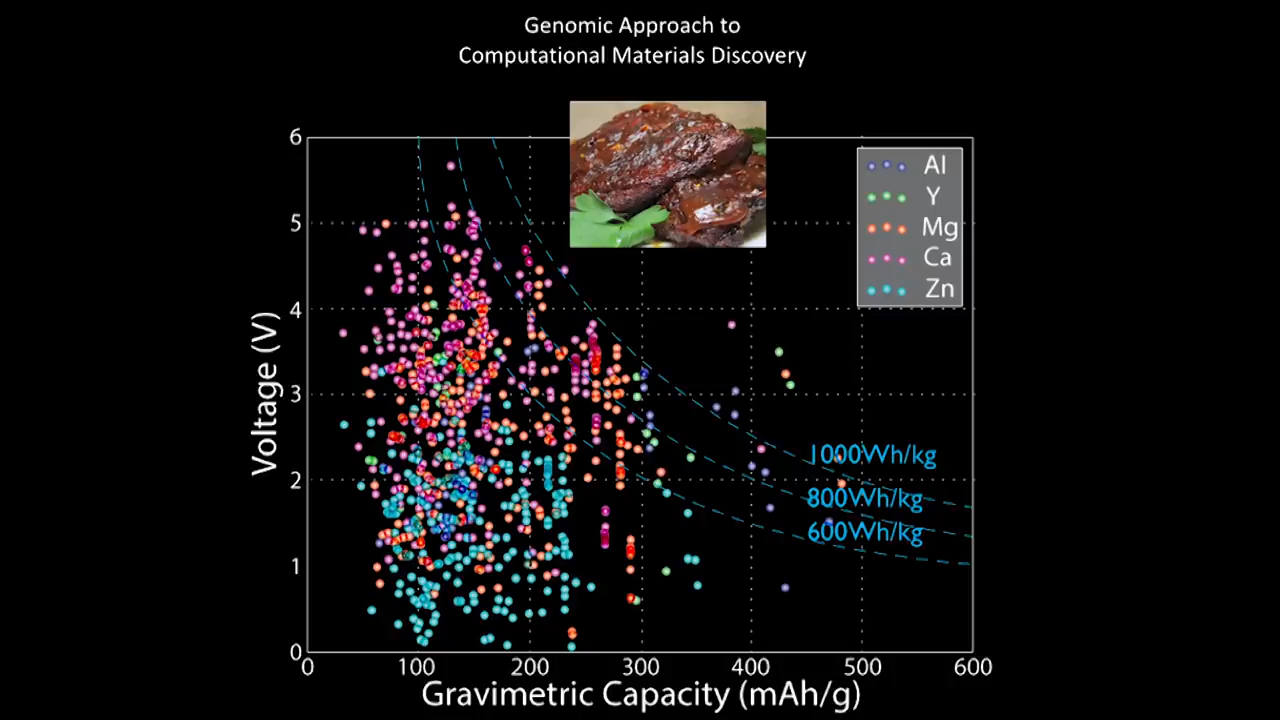 Genomic Approach to
Computational Materials Discovery
6
5
4
3
2
1
0
Voltage (V)
Al
Y
Mg
Ca
Zn
1000Wh/kg
800Wh/kg
600Wh/kg
0 100 200 300 400 500 600
Gravimetric Capacity (mAh/g)